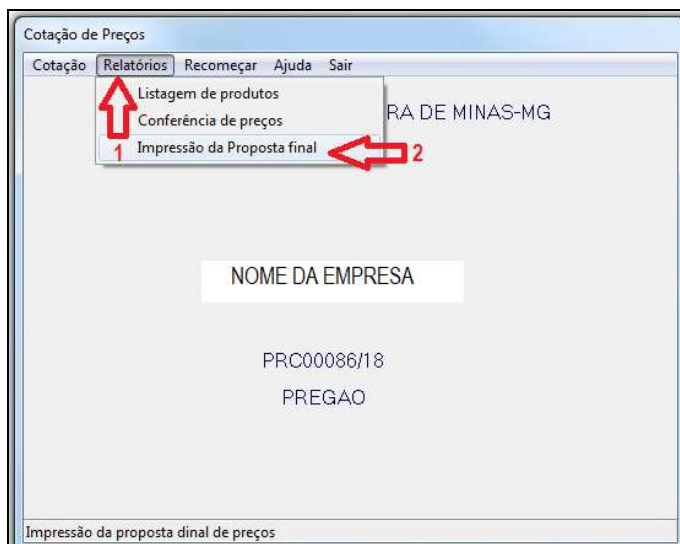 Cotação de Preços
Cotação Relatórios Recomeçar Ajuda Sair
Listagem de produtos
RA DE MINAS-MG
Conferência de preços
1 Impressão da Proposta final 2
NOME DA EMPRESA
PRC00086/18
PREGAO
Impressão da proposta dinal de preços